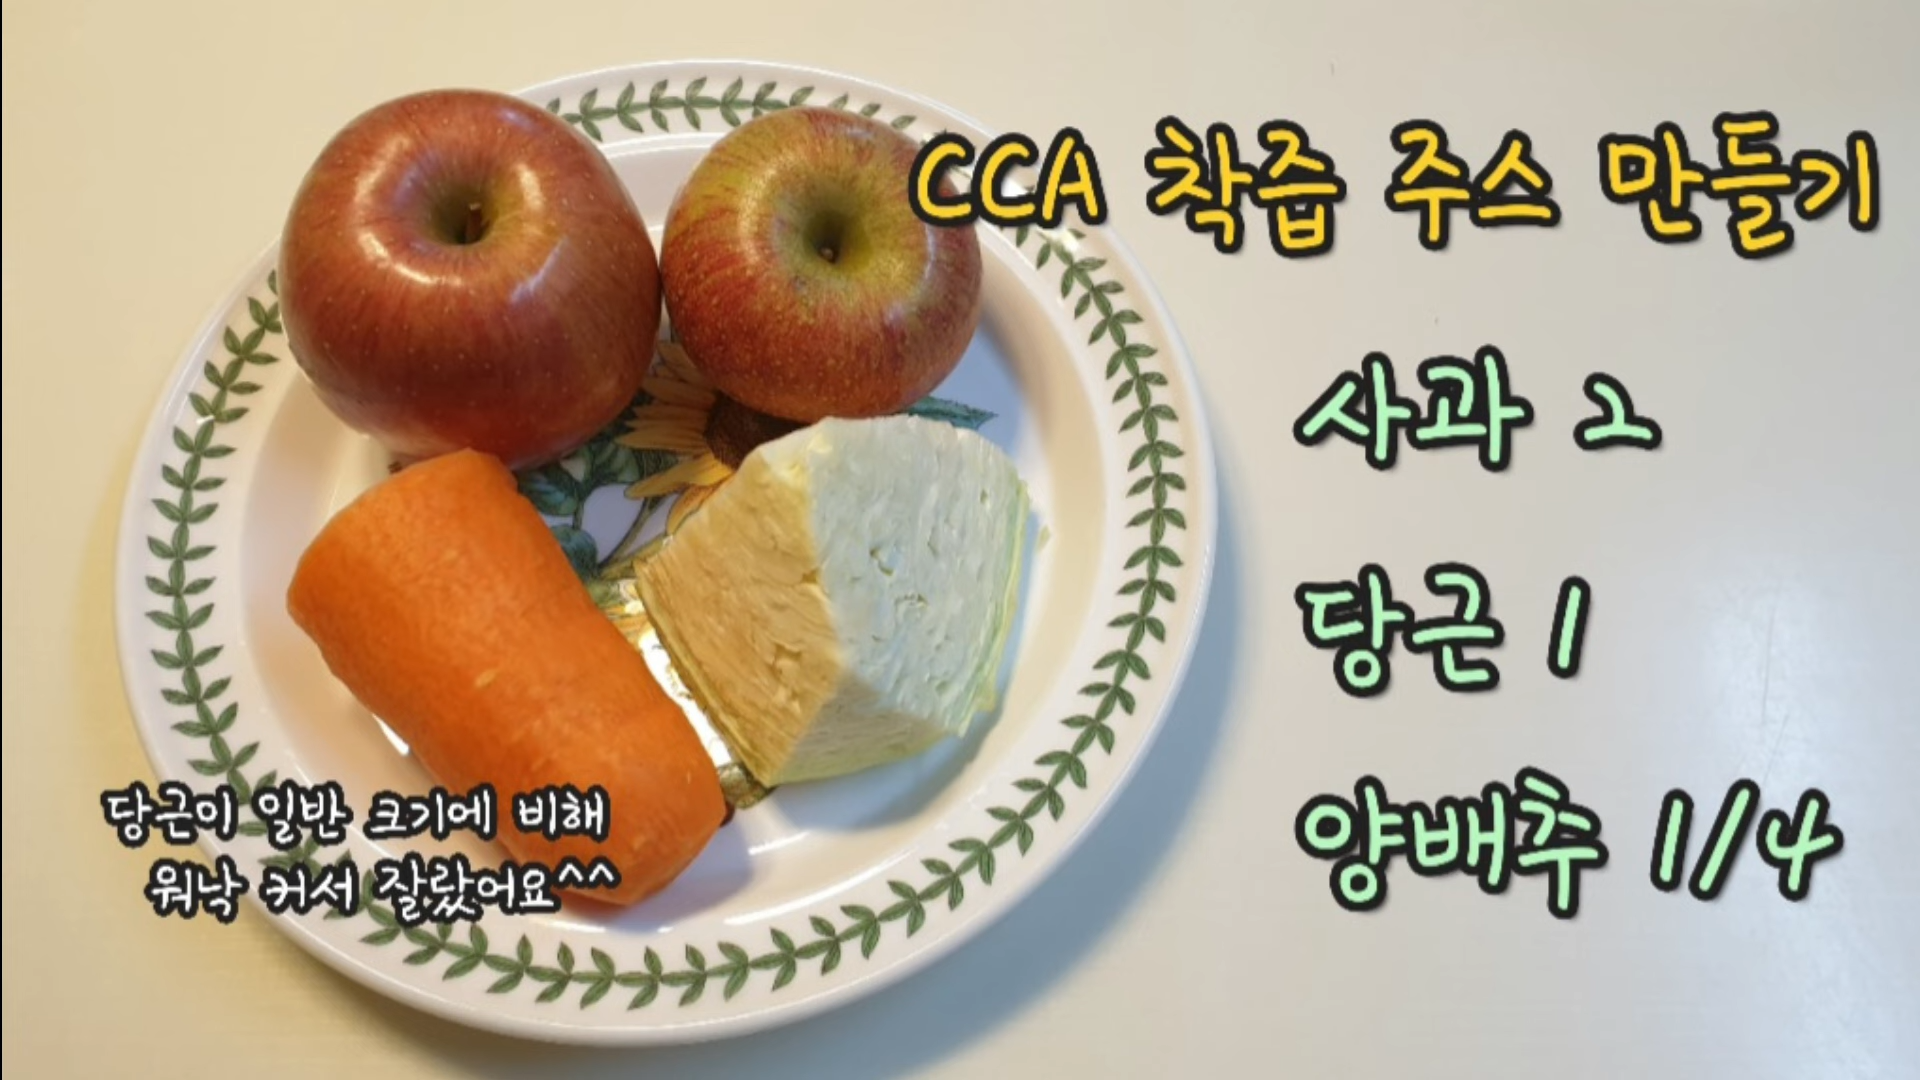 CCA 착즙 주스 만들기
사과 2
당근 1
양배추 1/4
당근이 일반 크기에 비해
워낙 커서 잘랐어요^^